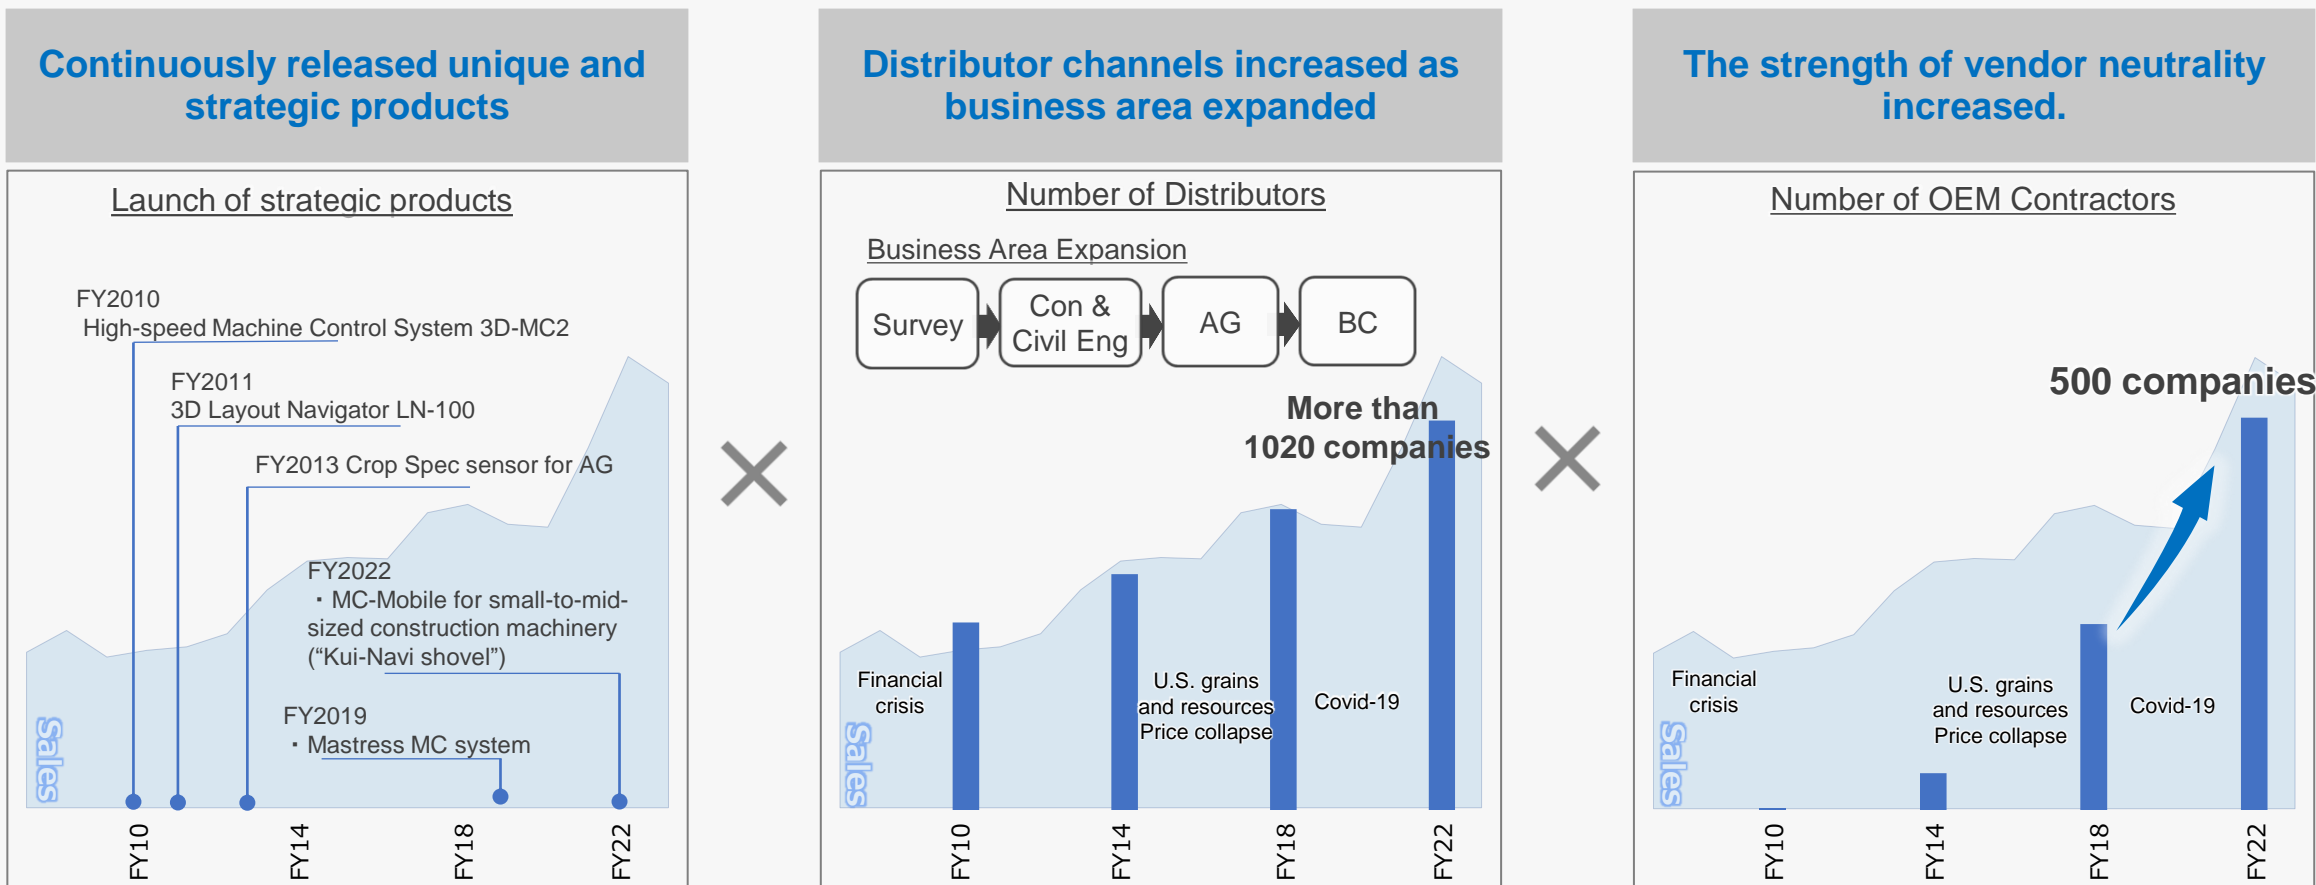 Continuously released unique and
strategic products
Launch of strategic products
FY2010
High-speed Machine Control System 3D-MC2
FY2011
3D Layout Navigator LN-100
FY2013 Crop Spec sensor for AG
FY2022
・MC-Mobile for small-to-mid-
sized construction machinery
(“Kui-Navi shovel”)
FY2019
・Mastress MC system
Sales
FY10
FY14
FY18
FY22
Distributor channels increased as
business area expanded
Number of Distributors
Business Area Expansion
Survey
Con &
Civil Eng
AG
BC
More than
1020 companies
Financial
crisis
U.S. grains
and resources
Price collapse
Covid-19
Sales
FY10
FY14
FY18
FY22
The strength of vendor neutrality
increased.
Number of OEM Contractors
500 companies
Financial
crisis
U.S. grains
and resources
Price collapse
Covid-19
Sales
FY10
FY14
FY18
FY22